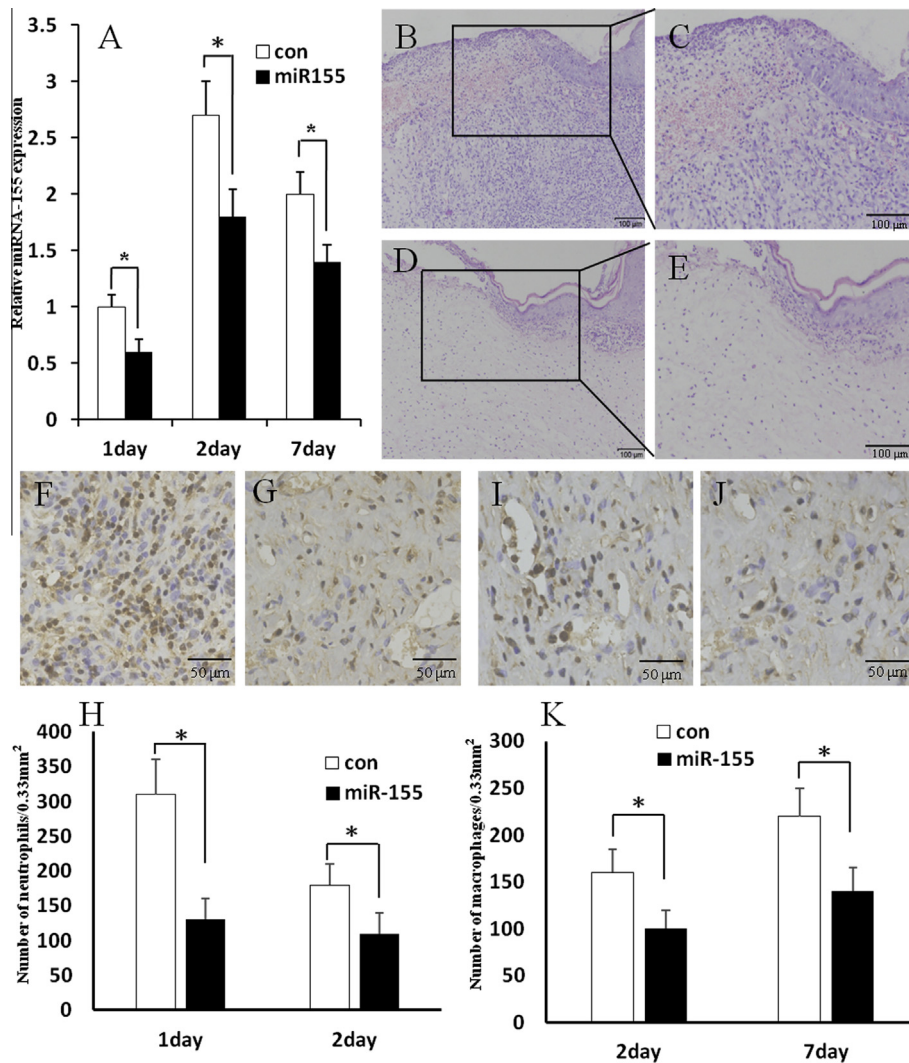 A
Relative miRNA-155 expression
3.5
3
2.5
2
1.5
1
0.5
0
con
miR155
*
*
*
1day
2day
7day
B
100 μm
C
100 μm
D
100 μm
E
100 μm
F
50 μm
G
50 μm
I
50 μm
J
50 μm
H
Number of neutrophils/0.33mm²
400
350
300
250
200
150
100
50
0
con
miR-155
*
*
1day
2day
K
Number of macrophages/0.33mm²
300
250
200
150
100
50
0
con
miR-155
*
*
2day
7day